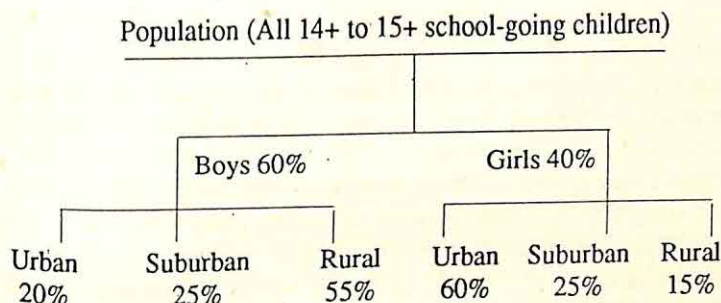 Population (All 14+ to 15+ school-going children)
Boys 60%
Girls 40%
Urban Suburban Rural Urban Suburban Rural
20% 25% 55% 60% 25% 15%